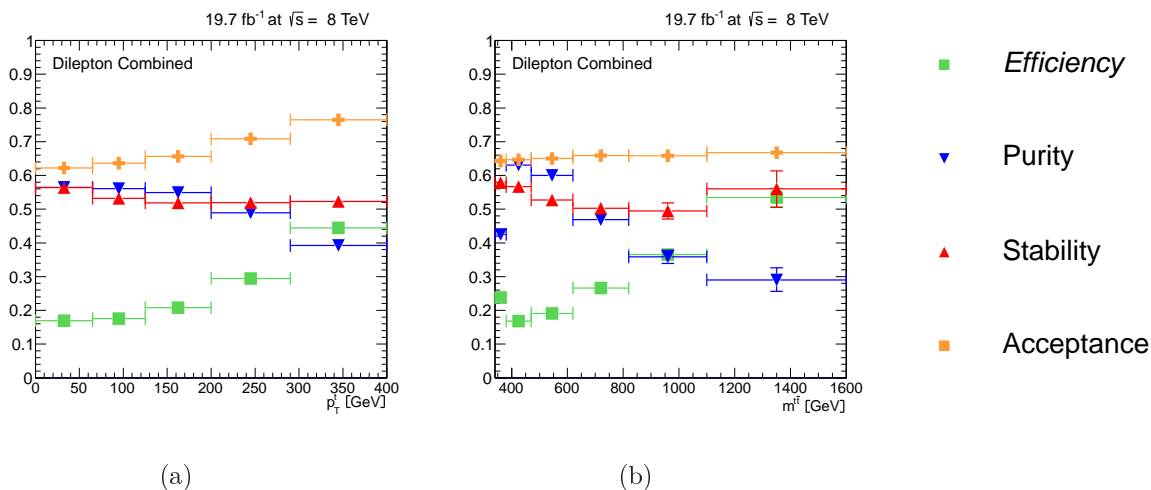 19.7 fb⁻¹ at √s = 8 TeV
Dilepton Combined
1
0.9
0.8
0.7
0.6
0.5
0.4
0.3
0.2
0.1
0
0 50 100 150 200 250 300 350 400
p_T^t [GeV]
(a)
19.7 fb⁻¹ at √s = 8 TeV
Dilepton Combined
1
0.9
0.8
0.7
0.6
0.5
0.4
0.3
0.2
0.1
0
400 600 800 1000 1200 1400 1600
m^{tt̄} [GeV]
(b)
Efficiency
Purity
Stability
Acceptance